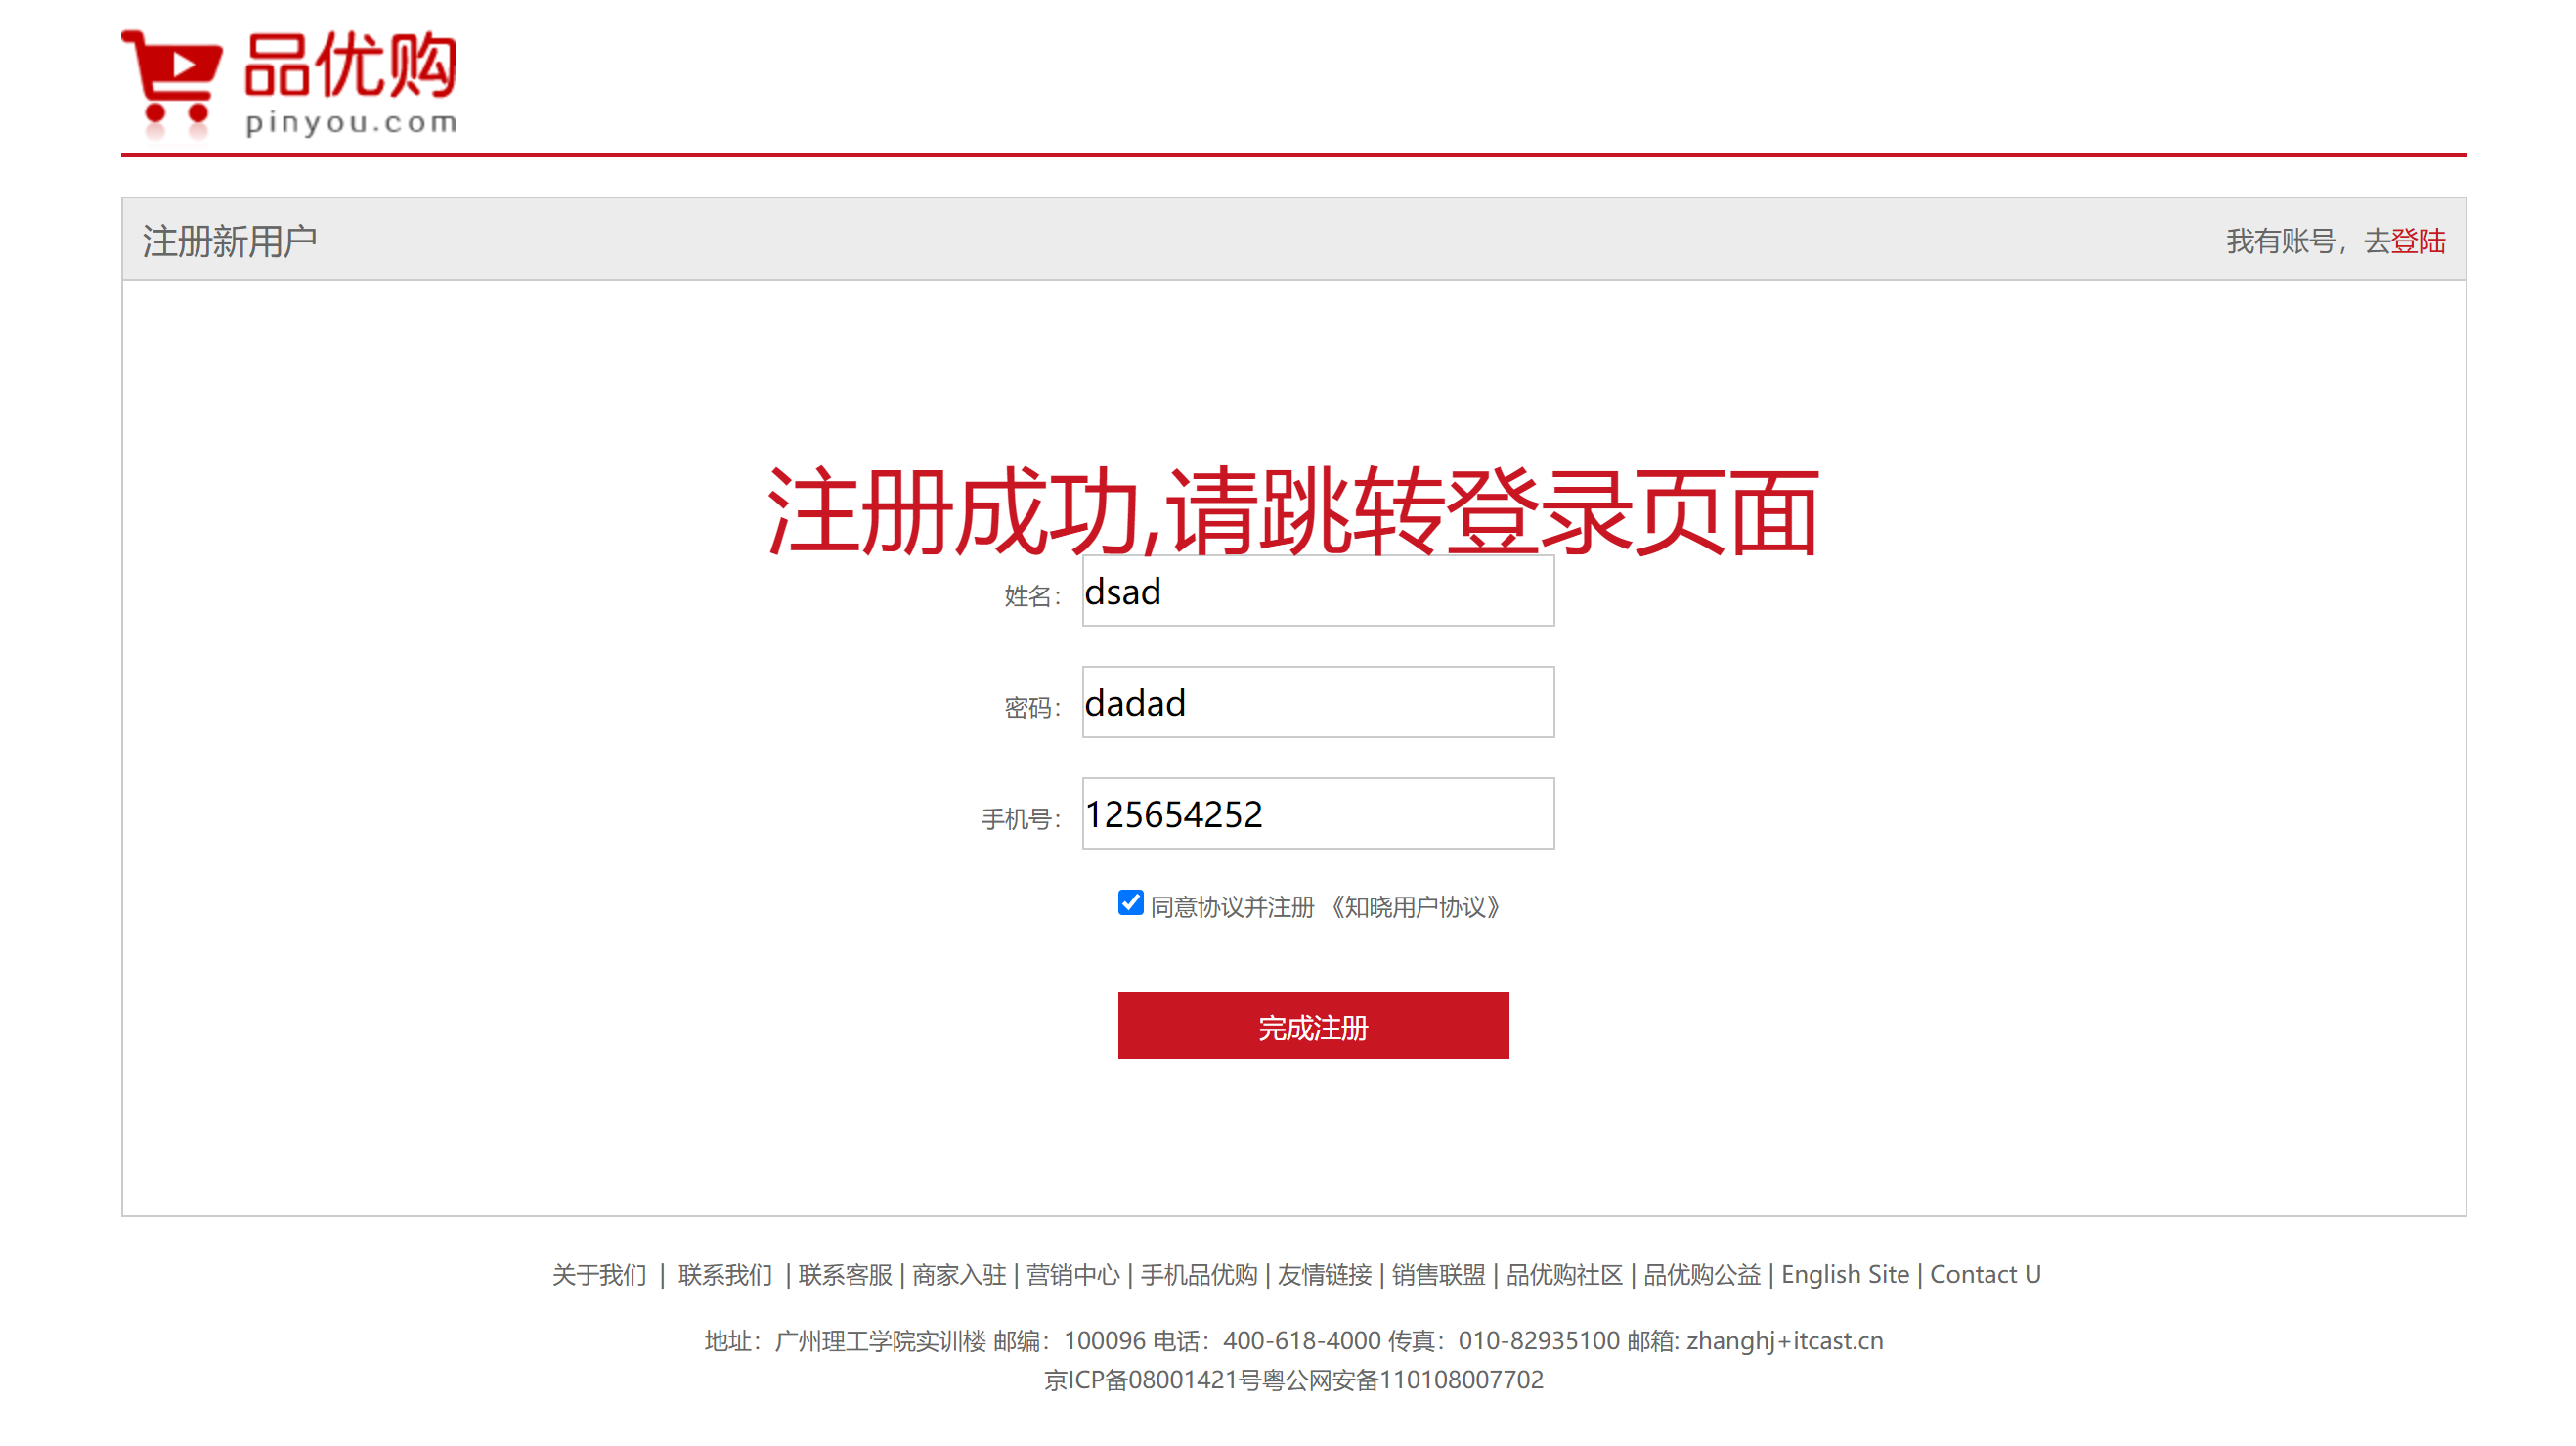 品优购
pinyou.com
注册新用户
我有账号，去登陆
注册成功,请跳转登录页面
姓名： dsad
密码： dadad
手机号： 125654252
同意协议并注册 《知晓用户协议》
完成注册
关于我们 | 联系我们 | 联系客服 | 商家入驻 | 营销中心 | 手机品优购 | 友情链接 | 销售联盟 | 品优购社区 | 品优购公益 | English Site | Contact U
地址：广州理工学院实训楼 邮编：100096 电话：400-618-4000 传真：010-82935100 邮箱: zhanghj+itcast.cn
京ICP备08001421号粤公网安备110108007702